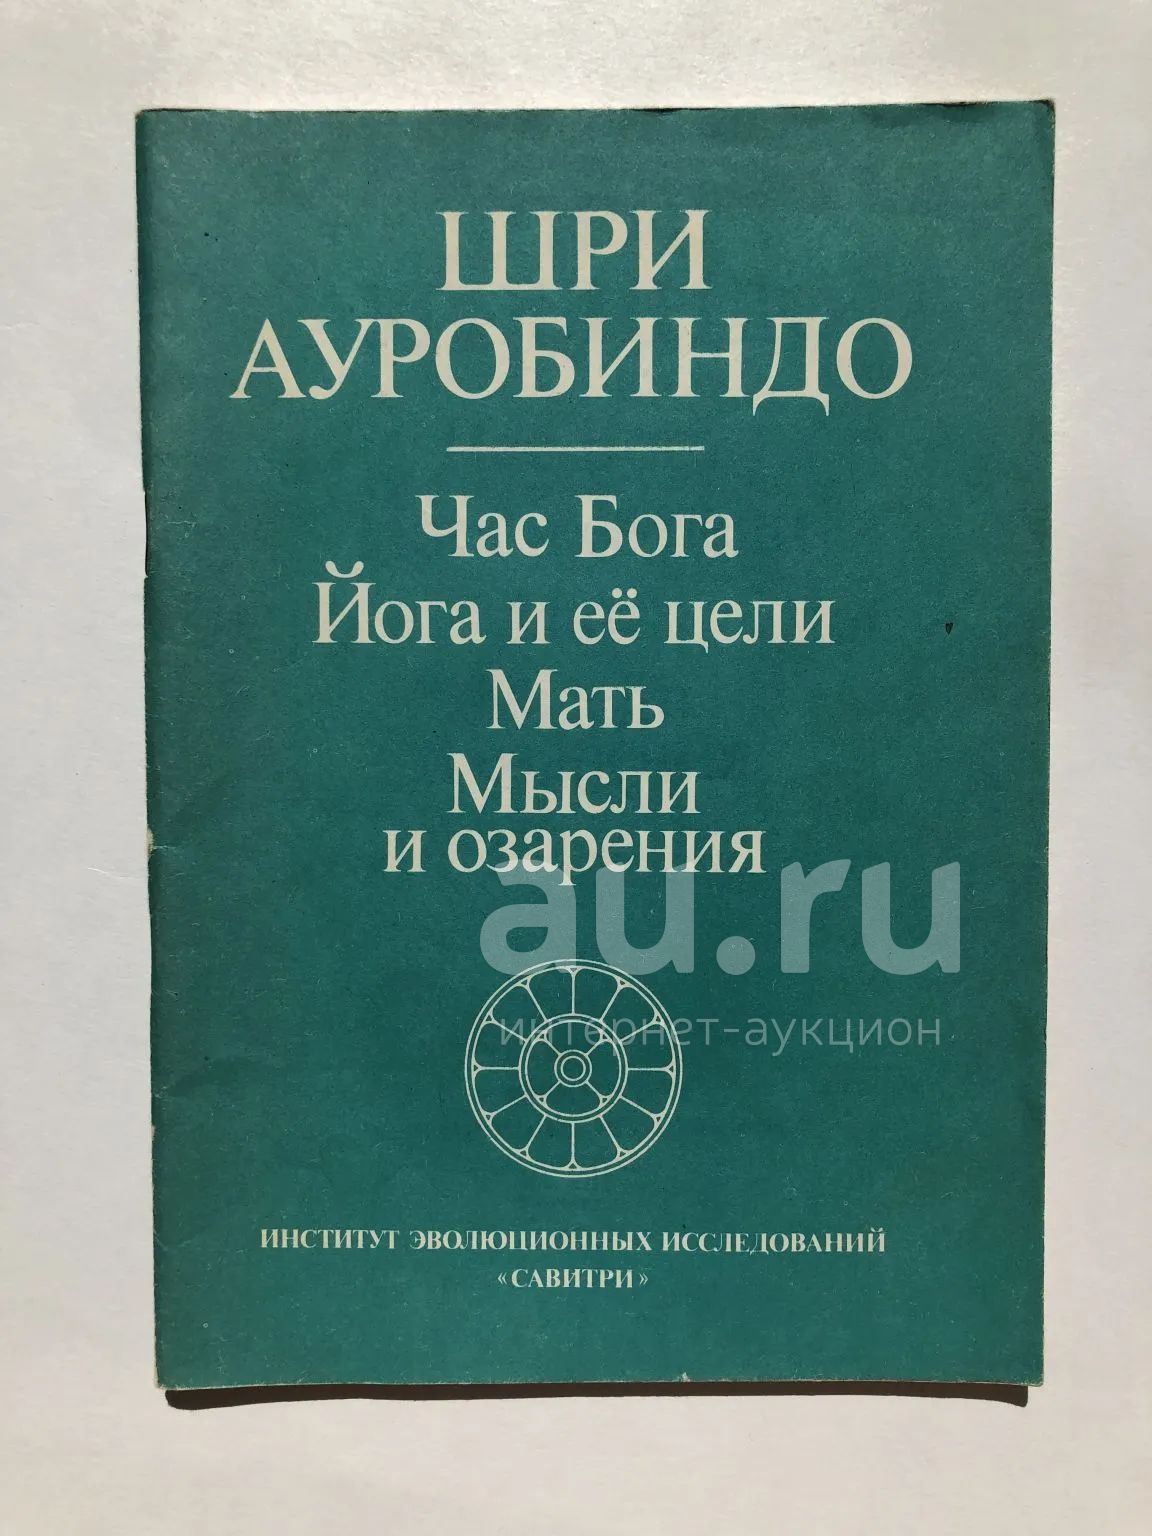 ШРИ
АУРОБИНДО
Час Бога
Йога и её цели
Мать
Мысли
и озарения
au.ru
интернет-аукцион
ИНСТИТУТ ЭВОЛЮЦИОННЫХ ИССЛЕДОВАНИЙ
«САВИТРИ»